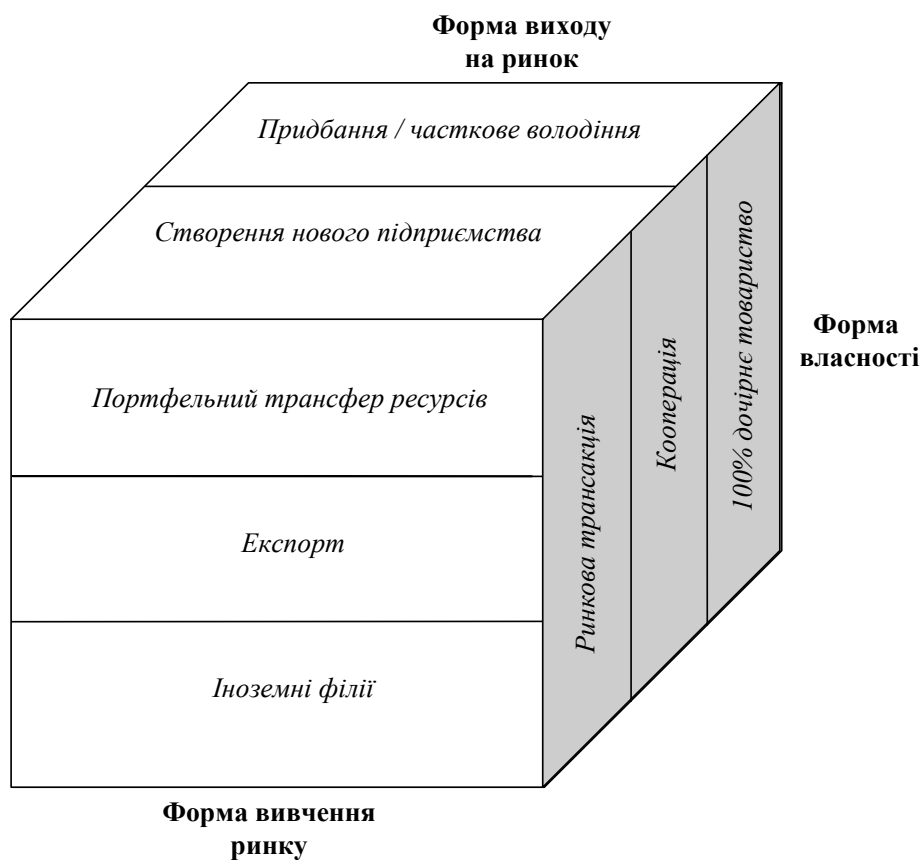 Форма виходу
на ринок
Придбання / часткове володіння
Створення нового підприємства
Портфельний трансфер ресурсів
Експорт
Іноземні філії
Ринкова трансакція
Кооперація
100% дочірнє товариство
Форма
власності
Форма вивчення
ринку